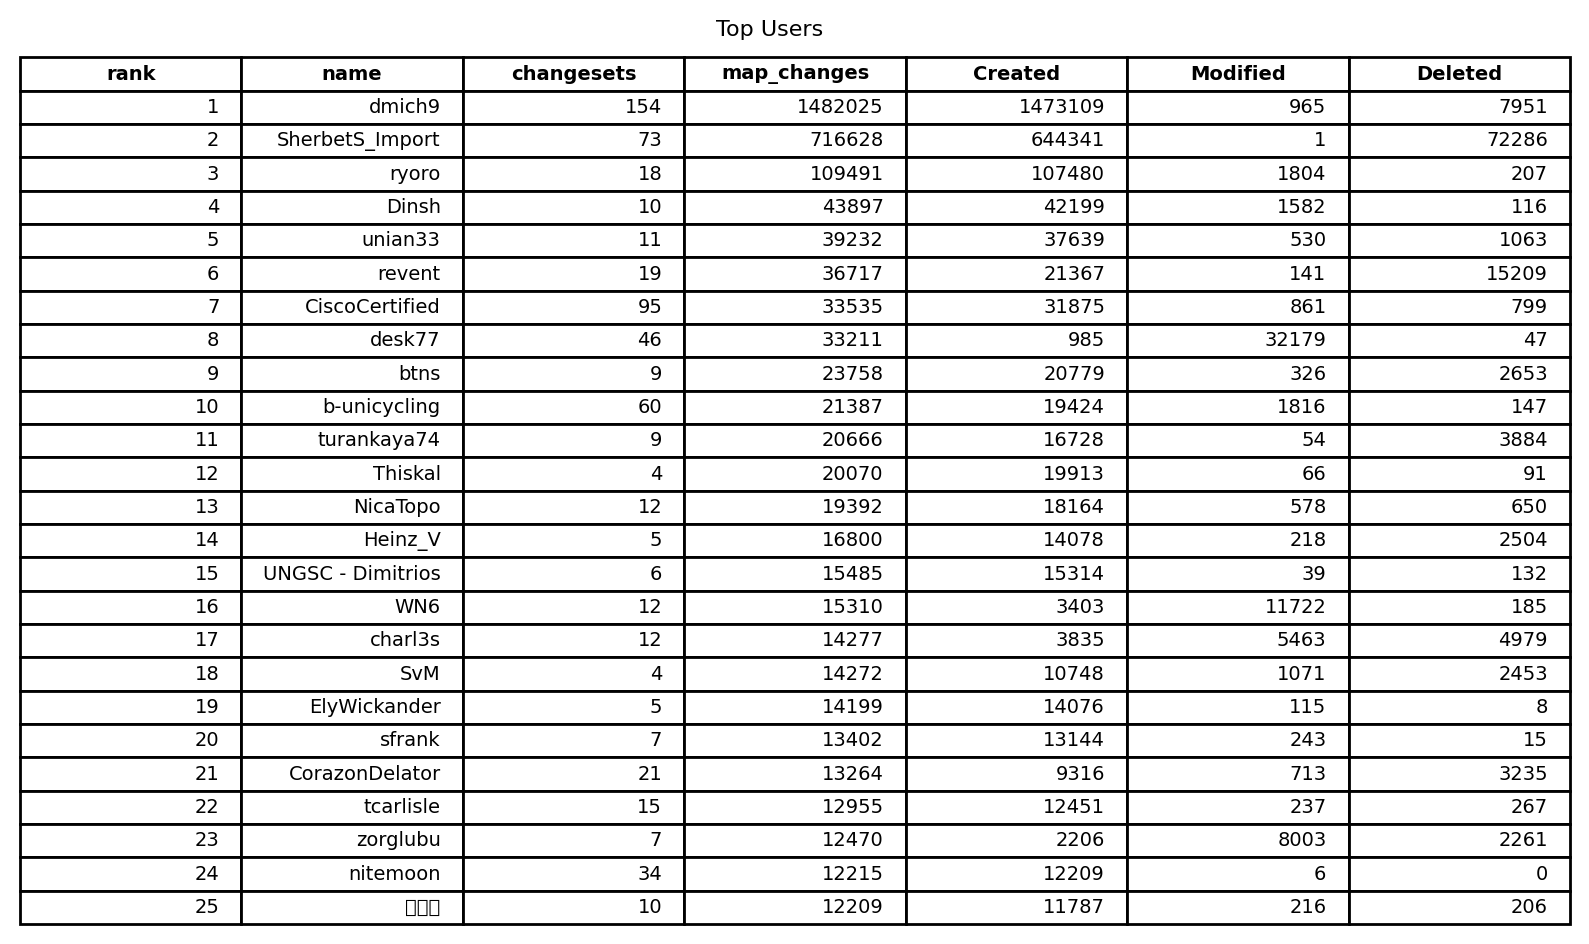 Top Users
rank name changesets map_changes Created Modified Deleted
1 dmich9 154 1482025 1473109 965 7951
2 SherbetS_Import 73 716628 644341 1 72286
3 ryoro 18 109491 107480 1804 207
4 Dinsh 10 43897 42199 1582 116
5 unian33 11 39232 37639 530 1063
6 revent 19 36717 21367 141 15209
7 CiscoCertified 95 33535 31875 861 799
8 desk77 46 33211 985 32179 47
9 btns 9 23758 20779 326 2653
10 b-unicycling 60 21387 19424 1816 147
11 turankaya74 9 20666 16728 54 3884
12 Thiskal 4 20070 19913 66 91
13 NicaTopo 12 19392 18164 578 650
14 Heinz_V 5 16800 14078 218 2504
15 UNGSC - Dimitrios 6 15485 15314 39 132
16 WN6 12 15310 3403 11722 185
17 charl3s 12 14277 3835 5463 4979
18 SvM 4 14272 10748 1071 2453
19 ElyWickander 5 14199 14076 115 8
20 sfrank 7 13402 13144 243 15
21 CorazonDelator 21 13264 9316 713 3235
22 tcarlisle 15 12955 12451 237 267
23 zorglubu 7 12470 2206 8003 2261
24 nitemoon 34 12215 12209 6 0
25 10 12209 11787 216 206